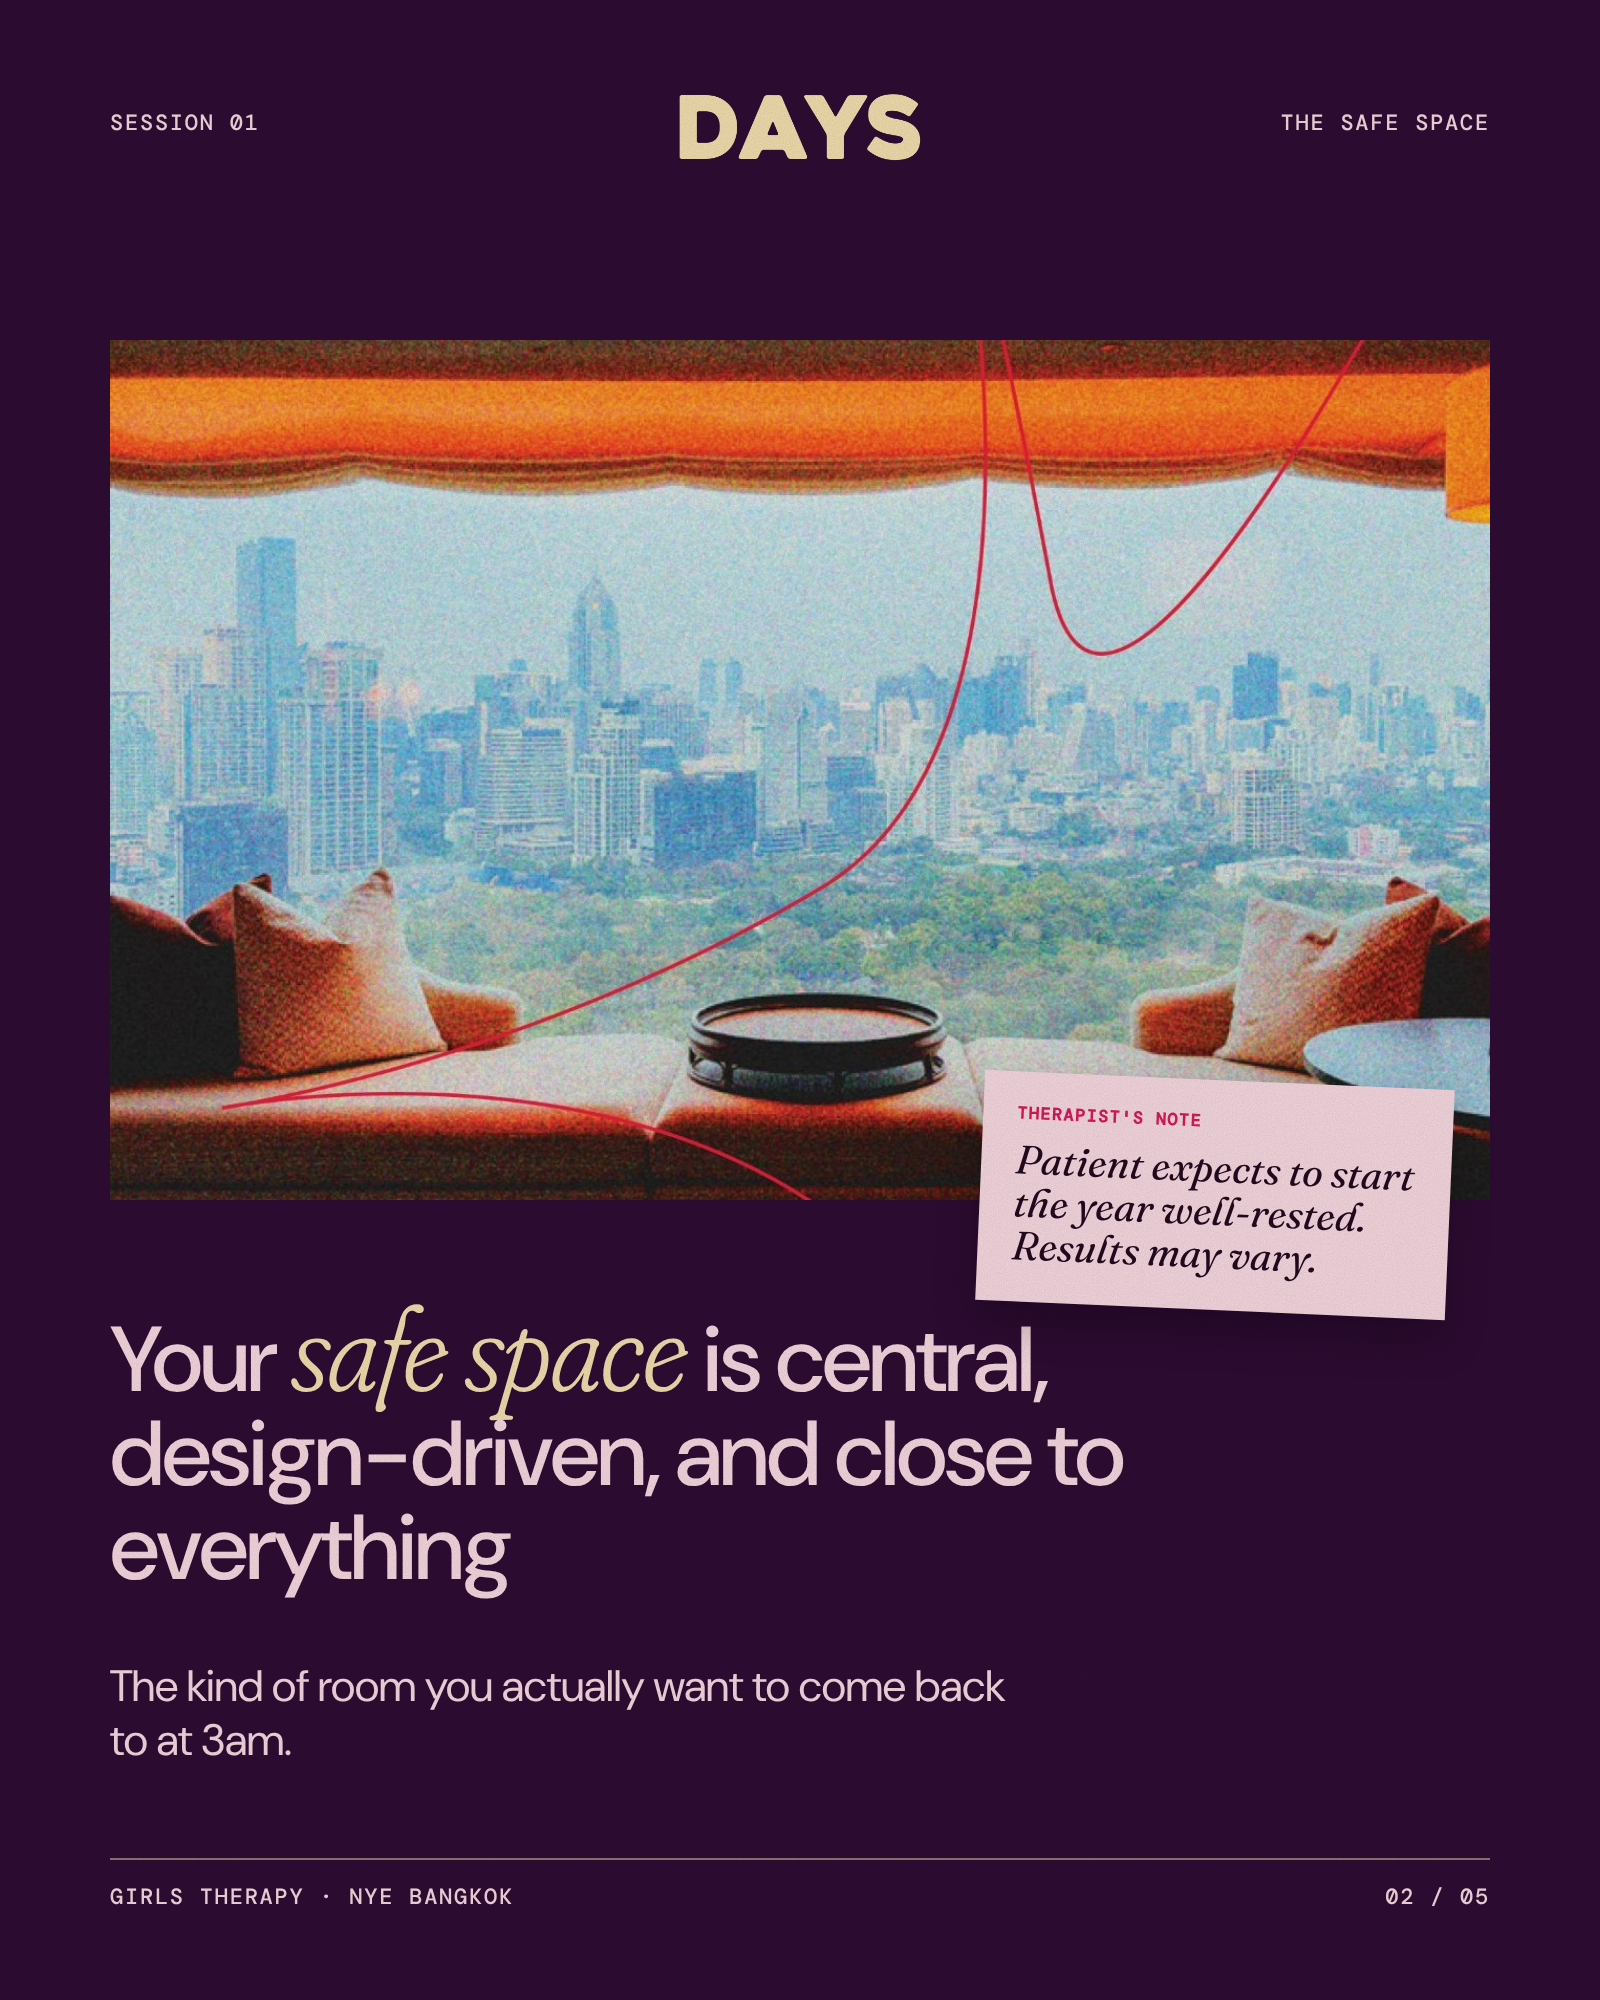 SESSION 01
DAYS
THE SAFE SPACE
THERAPIST'S NOTE
Patient expects to start
the year well-rested.
Results may vary.
Your safe space is central,
design-driven, and close to
everything
The kind of room you actually want to come back
to at 3am.
GIRLS THERAPY · NYE BANGKOK
02 / 05